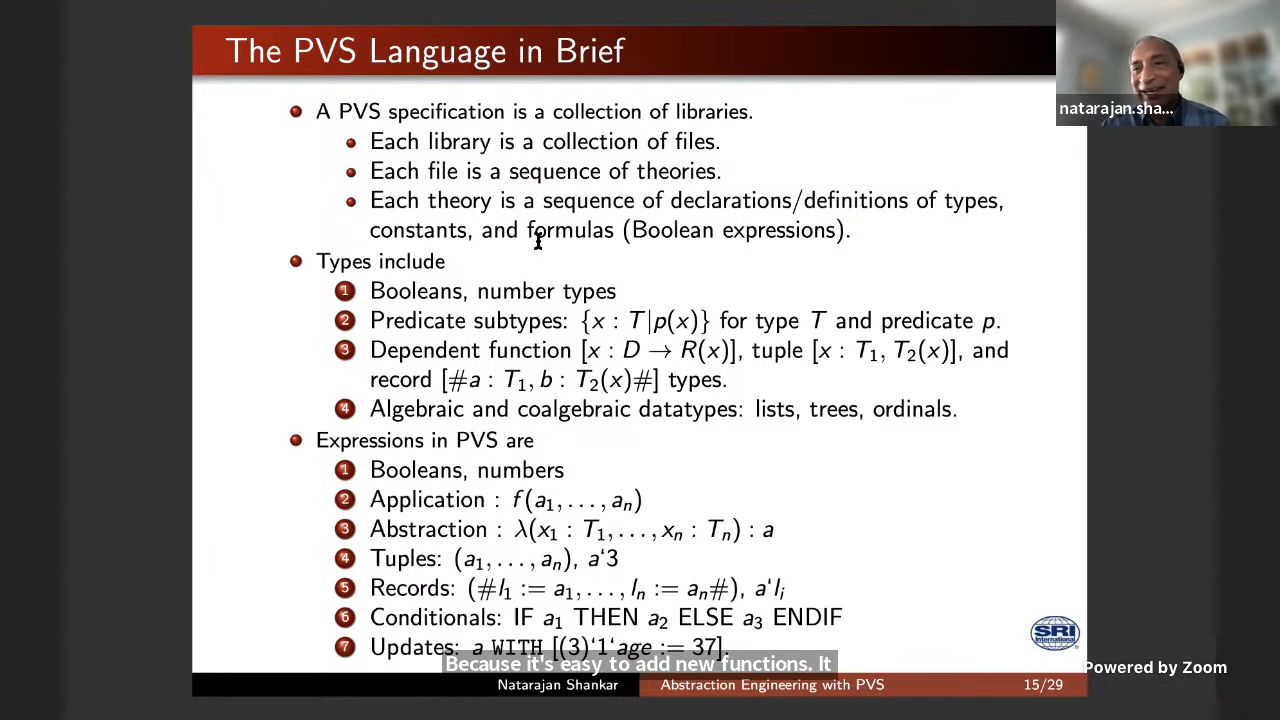 The PVS Language in Brief
natarajan.sha...
A PVS specification is a collection of libraries.
Each library is a collection of files.
Each file is a sequence of theories.
Each theory is a sequence of declarations/definitions of types,
constants, and formulas (Boolean expressions).
Types include
1 Booleans, number types
2 Predicate subtypes: {x : T|p(x)} for type T and predicate p.
3 Dependent function [x : D → R(x)], tuple [x : T₁, T₂(x)], and
record [#a : T₁, b : T₂(x)#] types.
4 Algebraic and coalgebraic datatypes: lists, trees, ordinals.
Expressions in PVS are
1 Booleans, numbers
2 Application : f(a₁, . . . , aₙ)
3 Abstraction : λ(x₁ : T₁, . . . , xₙ : Tₙ) : a
4 Tuples: (a₁, . . . , aₙ), a‘3
5 Records: (#l₁ := a₁, . . . , lₙ := aₙ#), a‘lᵢ
6 Conditionals: IF a₁ THEN a₂ ELSE a₃ ENDIF
7 Updates: a WITH [(3)‘1‘age := 37].
SRI
International
Because it's easy to add new functions. It
Powered by Zoom
Natarajan Shankar Abstraction Engineering with PVS 15/29